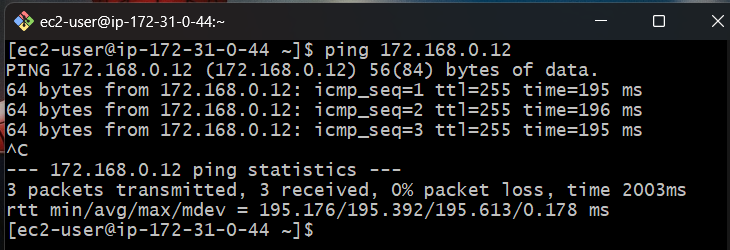 ec2-user@ip-172-31-0-44:~
[ec2-user@ip-172-31-0-44 ~]$ ping 172.168.0.12
PING 172.168.0.12 (172.168.0.12) 56(84) bytes of data.
64 bytes from 172.168.0.12: icmp_seq=1 ttl=255 time=195 ms
64 bytes from 172.168.0.12: icmp_seq=2 ttl=255 time=196 ms
64 bytes from 172.168.0.12: icmp_seq=3 ttl=255 time=195 ms
^C
--- 172.168.0.12 ping statistics ---
3 packets transmitted, 3 received, 0% packet loss, time 2003ms
rtt min/avg/max/mdev = 195.176/195.392/195.613/0.178 ms
[ec2-user@ip-172-31-0-44 ~]$